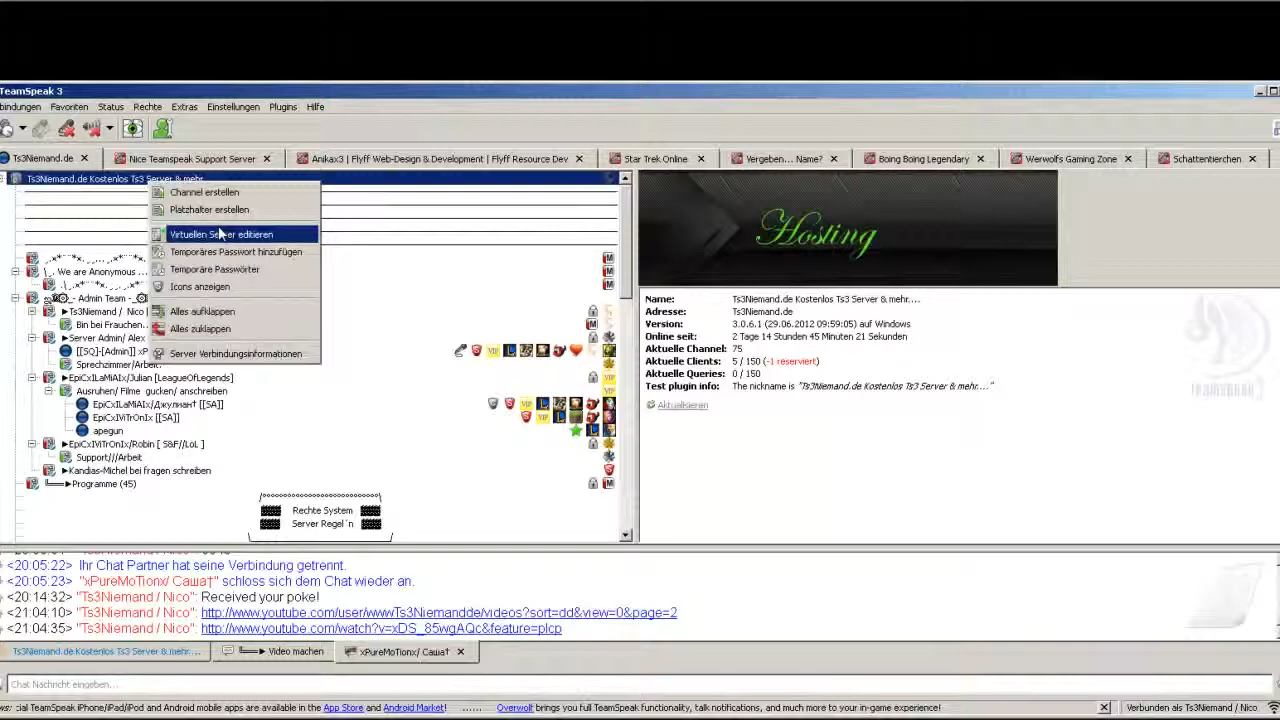 TeamSpeak 3
bindungen Favoriten Status Rechte Extras Einstellungen Plugins Hilfe
Ts3Niemand.de Nice Teamspeak Support Server Anikax3 | Flyff Web-Design & Development | Flyff Resource Dev Star Trek Online Vergeben... Name? Boing Boing Legendary Werwolfs Gaming Zone Schattentierchen
Ts3Niemand.de Kostenlos Ts3 Server & mehr
Channel erstellen
Platzhalter erstellen
Virtuellen Server editieren
Temporäres Passwort hinzufügen
Temporäre Passwörter
Icons anzeigen
Alles aufklappen
Alles zuklappen
Server Verbindungsinformationen
We are Anonymous ...
- Admin Team -
►Ts3Niemand / Nico
Bin bei Frauchen.
►Server Admin/ Alex
[[SQ]-[Admin]] xP
Sprechzimmer/Arbeit
►EpiCxILaMiAIx/Julian [LeagueOfLegends]
Ausruhen/ Filme gucken/ anschreiben
EpiCxILaMiAIx/Джулиан† [[SA]]
EpiCxIViTrOnIx [[SA]]
apegun
►EpiCxIViTrOnIx/Robin [ S&F//LoL ]
Support///Arbeit
►Kandias-Michel bei fragen schreiben
╚══►Programme (45)
Rechte System
Server Regel´n
Hosting
Name: Ts3Niemand.de Kostenlos Ts3 Server & mehr....
Adresse: Ts3Niemand.de
Version: 3.0.6.1 (29.06.2012 09:59:05) auf Windows
Online seit: 2 Tage 14 Stunden 45 Minuten 21 Sekunden
Aktuelle Channel: 75
Aktuelle Clients: 5 / 150 (-1 reserviert)
Aktuelle Queries: 0 / 150
Test plugin info: The nickname is "Ts3Niemand.de Kostenlos Ts3 Server & mehr...."
Aktualisieren
<20:05:22> Ihr Chat Partner hat seine Verbindung getrennt.
<20:05:23> "xPureMoTionx/ Саша†" schloss sich dem Chat wieder an.
<20:14:32> "Ts3Niemand / Nico": Received your poke!
<21:04:10> "Ts3Niemand / Nico": http://www.youtube.com/user/wwwTs3Niemandde/videos?sort=dd&view=0&page=2
<21:04:35> "Ts3Niemand / Nico": http://www.youtube.com/watch?v=xDS_85wgAQc&feature=plcp
Ts3Niemand.de Kostenlos Ts3 Server & mehr.... ╚══► Video machen xPureMoTionx/ Саша†
Chat Nachricht eingeben...
ws: cial TeamSpeak iPhone/iPad/iPod and Android mobile apps are available in the App Store and Android Market! ...... Overwolf brings you full TeamSpeak functionality, talk notifications, and much more to your in-game experience! Verbunden als Ts3Niemand / Nico